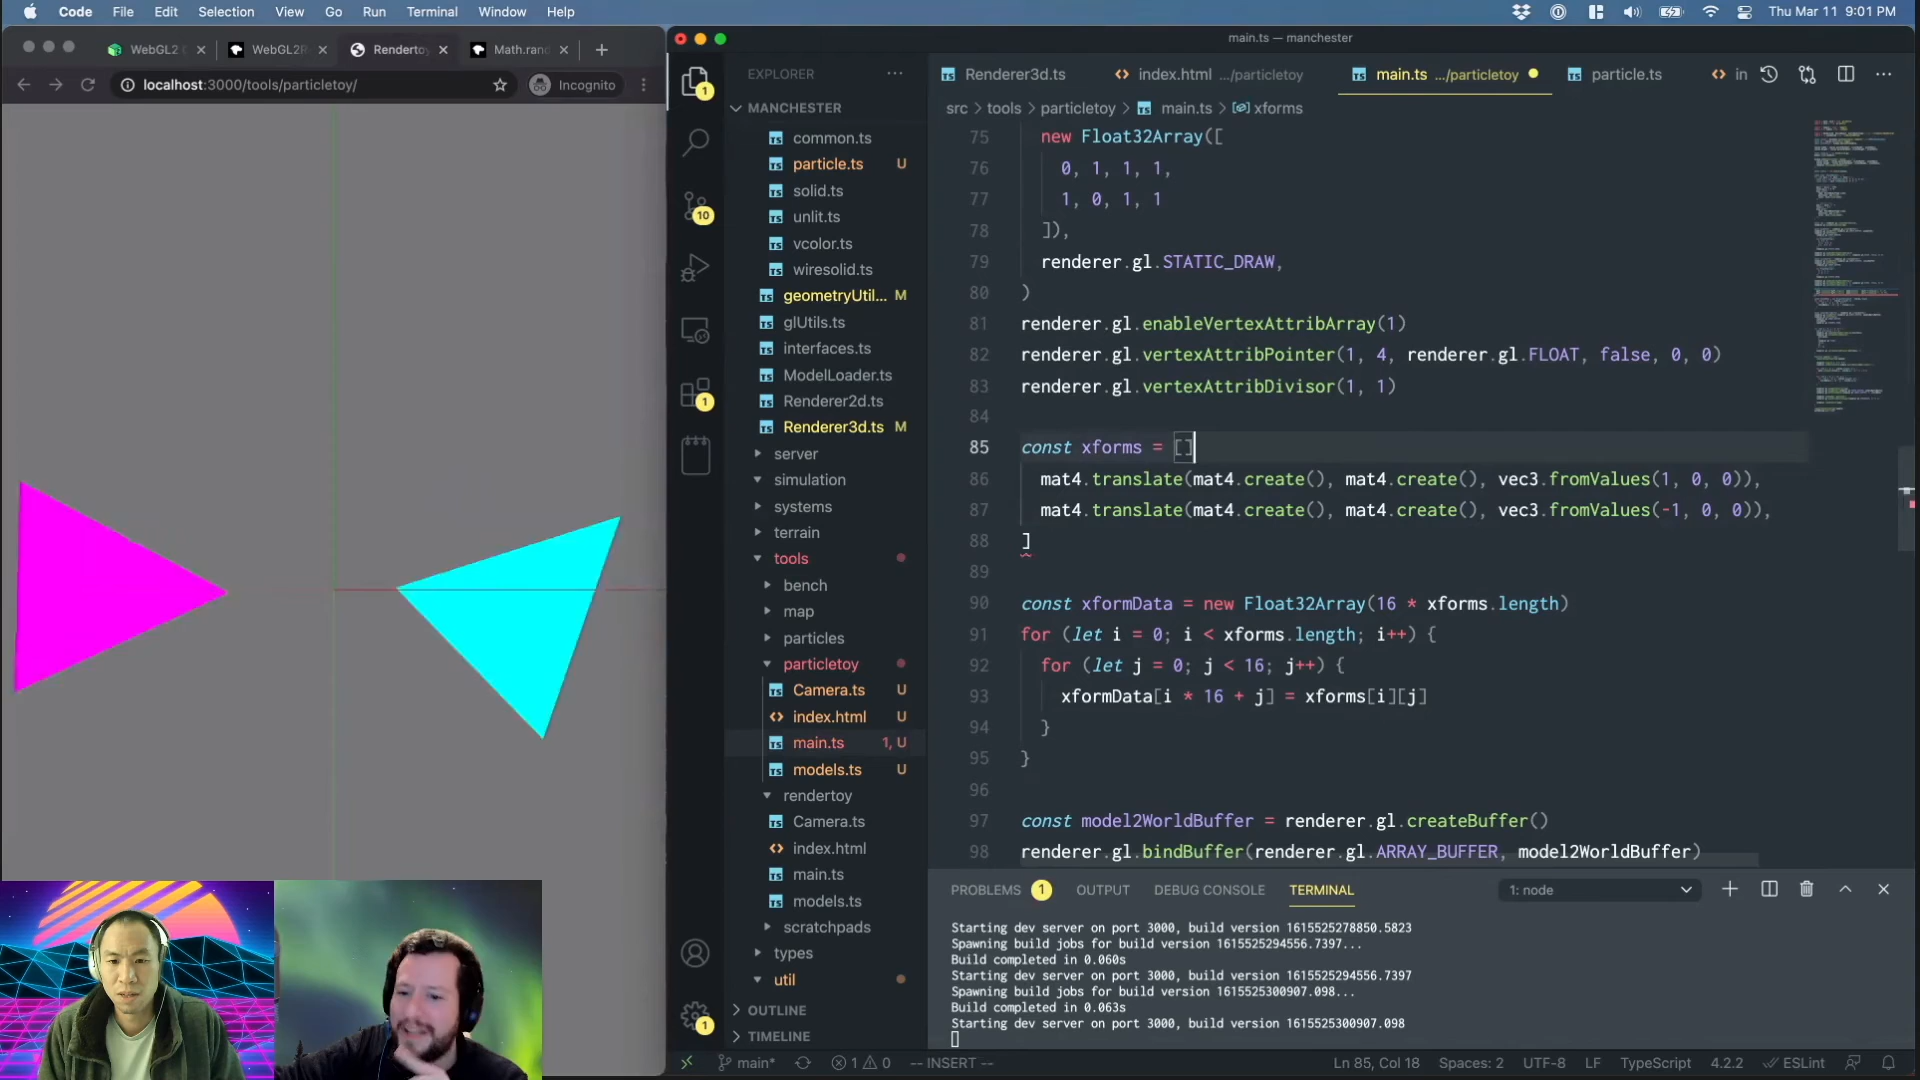 Code File Edit Selection View Go Run Terminal Window Help Thu Mar 11 9:01 PM
WebGL2 WebGL2R Renderto Math.ran
localhost:3000/tools/particletoy/ Incognito
main.ts — manchester
EXPLORER
MANCHESTER
common.ts
particle.ts U
solid.ts
unlit.ts
vcolor.ts
wiresolid.ts
geometryUtil... M
glUtils.ts
interfaces.ts
ModelLoader.ts
Renderer2d.ts
Renderer3d.ts M
server
simulation
systems
terrain
tools
bench
map
particles
particletoy
Camera.ts U
index.html U
main.ts 1, U
models.ts U
rendertoy
Camera.ts
index.html
main.ts
models.ts
scratchpads
types
util
OUTLINE
TIMELINE
1
10
1
1
Renderer3d.ts index.html .../particletoy main.ts .../particletoy particle.ts in
src > tools > particletoy > main.ts > xforms
75 new Float32Array([
76 0, 1, 1, 1,
77 1, 0, 1, 1
78 ]),
79 renderer.gl.STATIC_DRAW,
80 )
81 renderer.gl.enableVertexAttribArray(1)
82 renderer.gl.vertexAttribPointer(1, 4, renderer.gl.FLOAT, false, 0, 0)
83 renderer.gl.vertexAttribDivisor(1, 1)
84
85 const xforms = []
86 mat4.translate(mat4.create(), mat4.create(), vec3.fromValues(1, 0, 0)),
87 mat4.translate(mat4.create(), mat4.create(), vec3.fromValues(-1, 0, 0)),
88 ]
89
90 const xformData = new Float32Array(16 * xforms.length)
91 for (let i = 0; i < xforms.length; i++) {
92 for (let j = 0; j < 16; j++) {
93 xformData[i * 16 + j] = xforms[i][j]
94 }
95 }
96
97 const model2WorldBuffer = renderer.gl.createBuffer()
98 renderer.gl.bindBuffer(renderer.gl.ARRAY_BUFFER, model2WorldBuffer)
PROBLEMS 1 OUTPUT DEBUG CONSOLE TERMINAL 1: node
Starting dev server on port 3000, build version 1615525278850.5823
Spawning build jobs for build version 1615525294556.7397...
Build completed in 0.060s
Starting dev server on port 3000, build version 1615525294556.7397
Spawning build jobs for build version 1615525300907.098...
Build completed in 0.063s
Starting dev server on port 3000, build version 1615525300907.098
main* 1 0 -- INSERT -- Ln 85, Col 18 Spaces: 2 UTF-8 LF TypeScript 4.2.2 ESLint